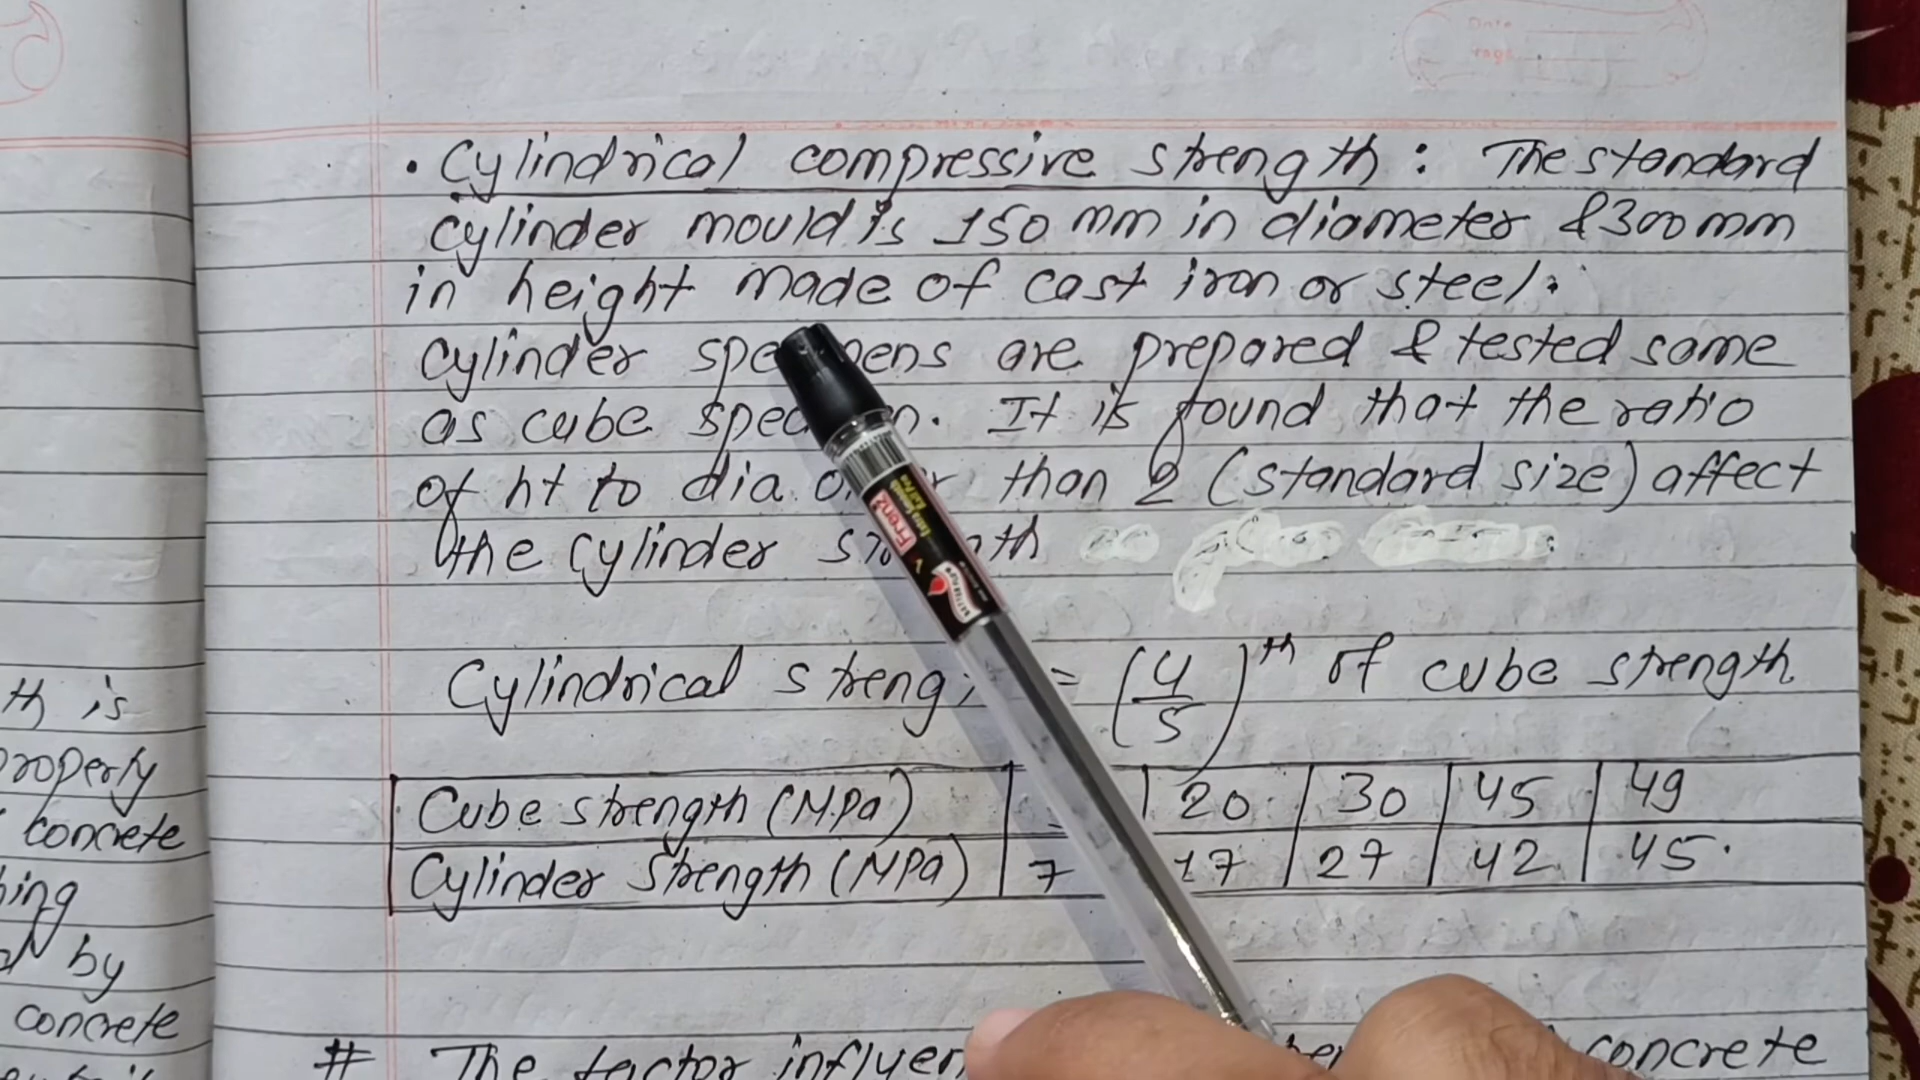 Date
Page
• Cylindrical compressive strength : The standard
cylinder mould is 150 mm in diameter & 300 mm
in height made of cast iron or steel.
Cylinder are prepared & tested same
as cube It is found that the ratio
of ht to dia. than 2 (standard size) affect
the cylinder
Cylindrical = (4/5)th of cube strength
Cube strength (MPa) 20 30 45 49
Cylinder Strength (MPa) 7 17 27 42 45.
# The factor concrete
th is
property
concrete
by
concrete
Firenz